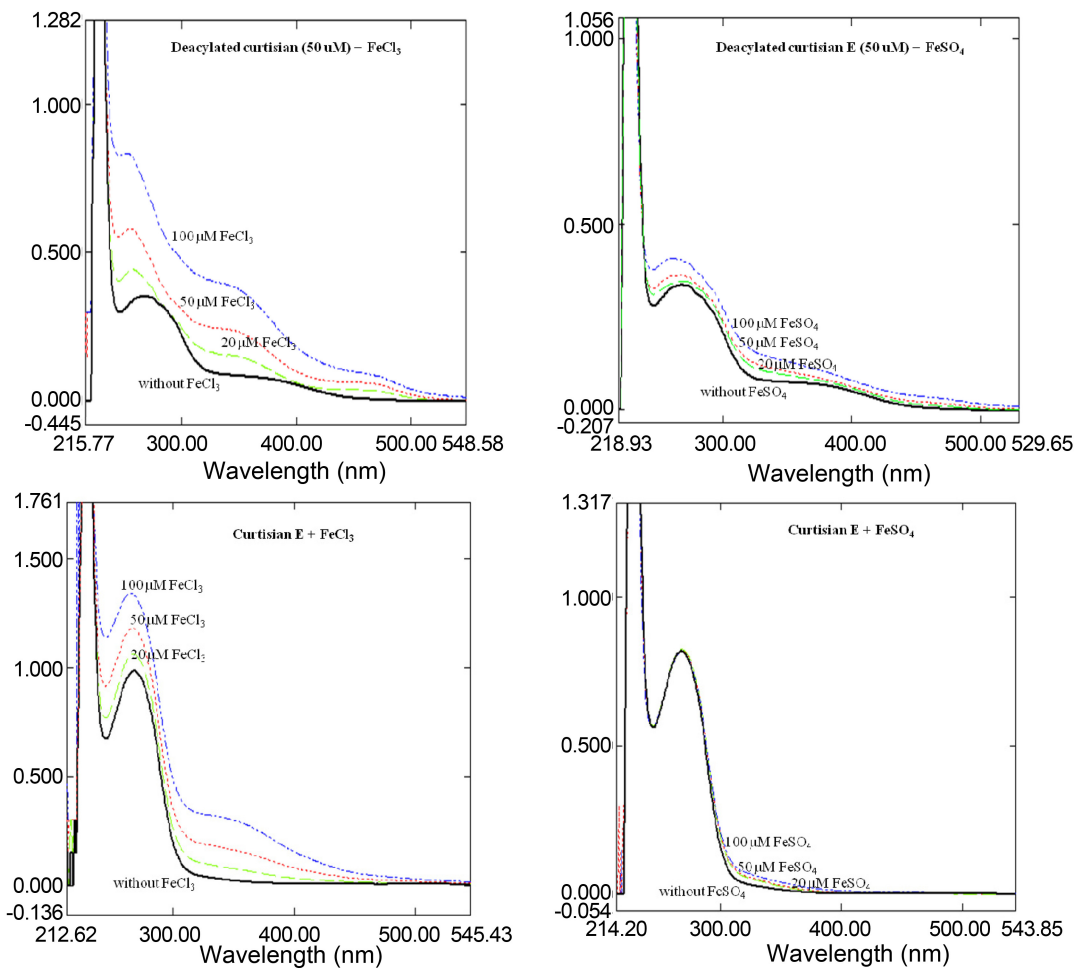 1.282
Deacylated curtisian (50 uM) – FeCl3
1.000
100 μM FeCl3
0.500
50 μM FeCl3
20 μM FeCl3
without FeCl3
0.000
-0.445
215.77 300.00 400.00 500.00 548.58
Wavelength (nm)
1.056
1.000
Deacylated curtisian E (50 uM) – FeSO4
0.500
100 μM FeSO4
50 μM FeSO4
20 μM FeSO4
without FeSO4
0.000
-0.207
218.93 300.00 400.00 500.00 529.65
Wavelength (nm)
1.761
Curtisian E + FeCl3
1.500
100 μM FeCl3
50 μM FeCl3
20 μM FeCl3
1.000
0.500
without FeCl3
0.000
-0.136
212.62 300.00 400.00 500.00 545.43
Wavelength (nm)
1.317
Curtisian E + FeSO4
1.000
0.500
100 μM FeSO4
50 μM FeSO4
20 μM FeSO4
without FeSO4
0.000
-0.054
214.20 300.00 400.00 500.00 543.85
Wavelength (nm)